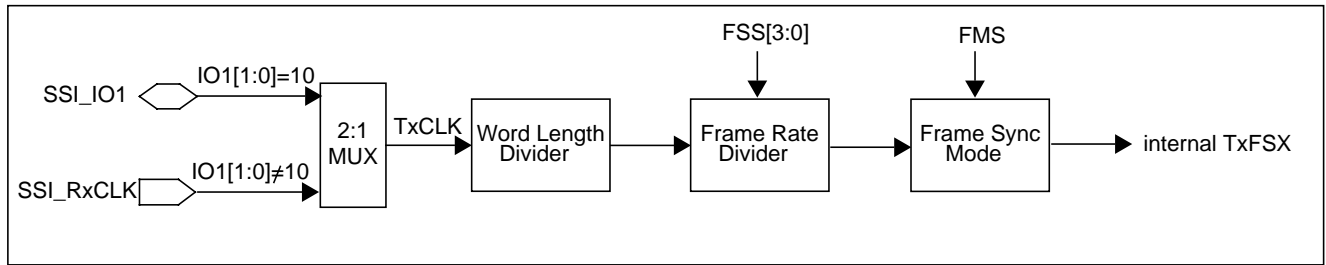 FSS[3:0]
FMS
IO1[1:0]=10
SSI_IO1
2:1
MUX
TxCLK
Word Length
Divider
Frame Rate
Divider
Frame Sync
Mode
internal TxFSX
IO1[1:0]≠10
SSI_RxCLK